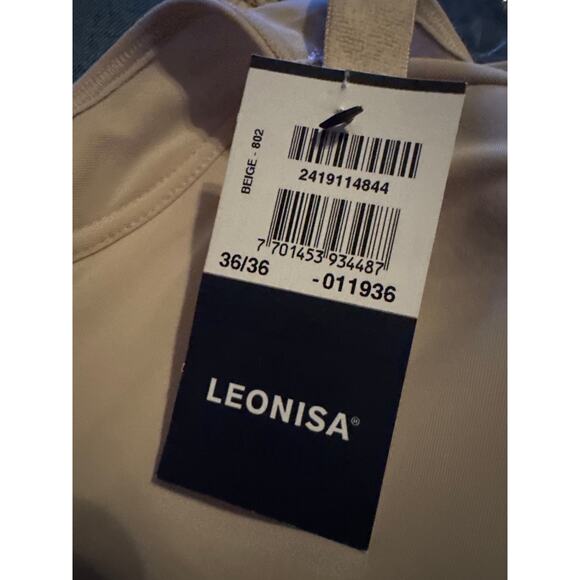 BEIGE - 802
2419114844
7 701453 934487
36/36 -011936
LEONISA®